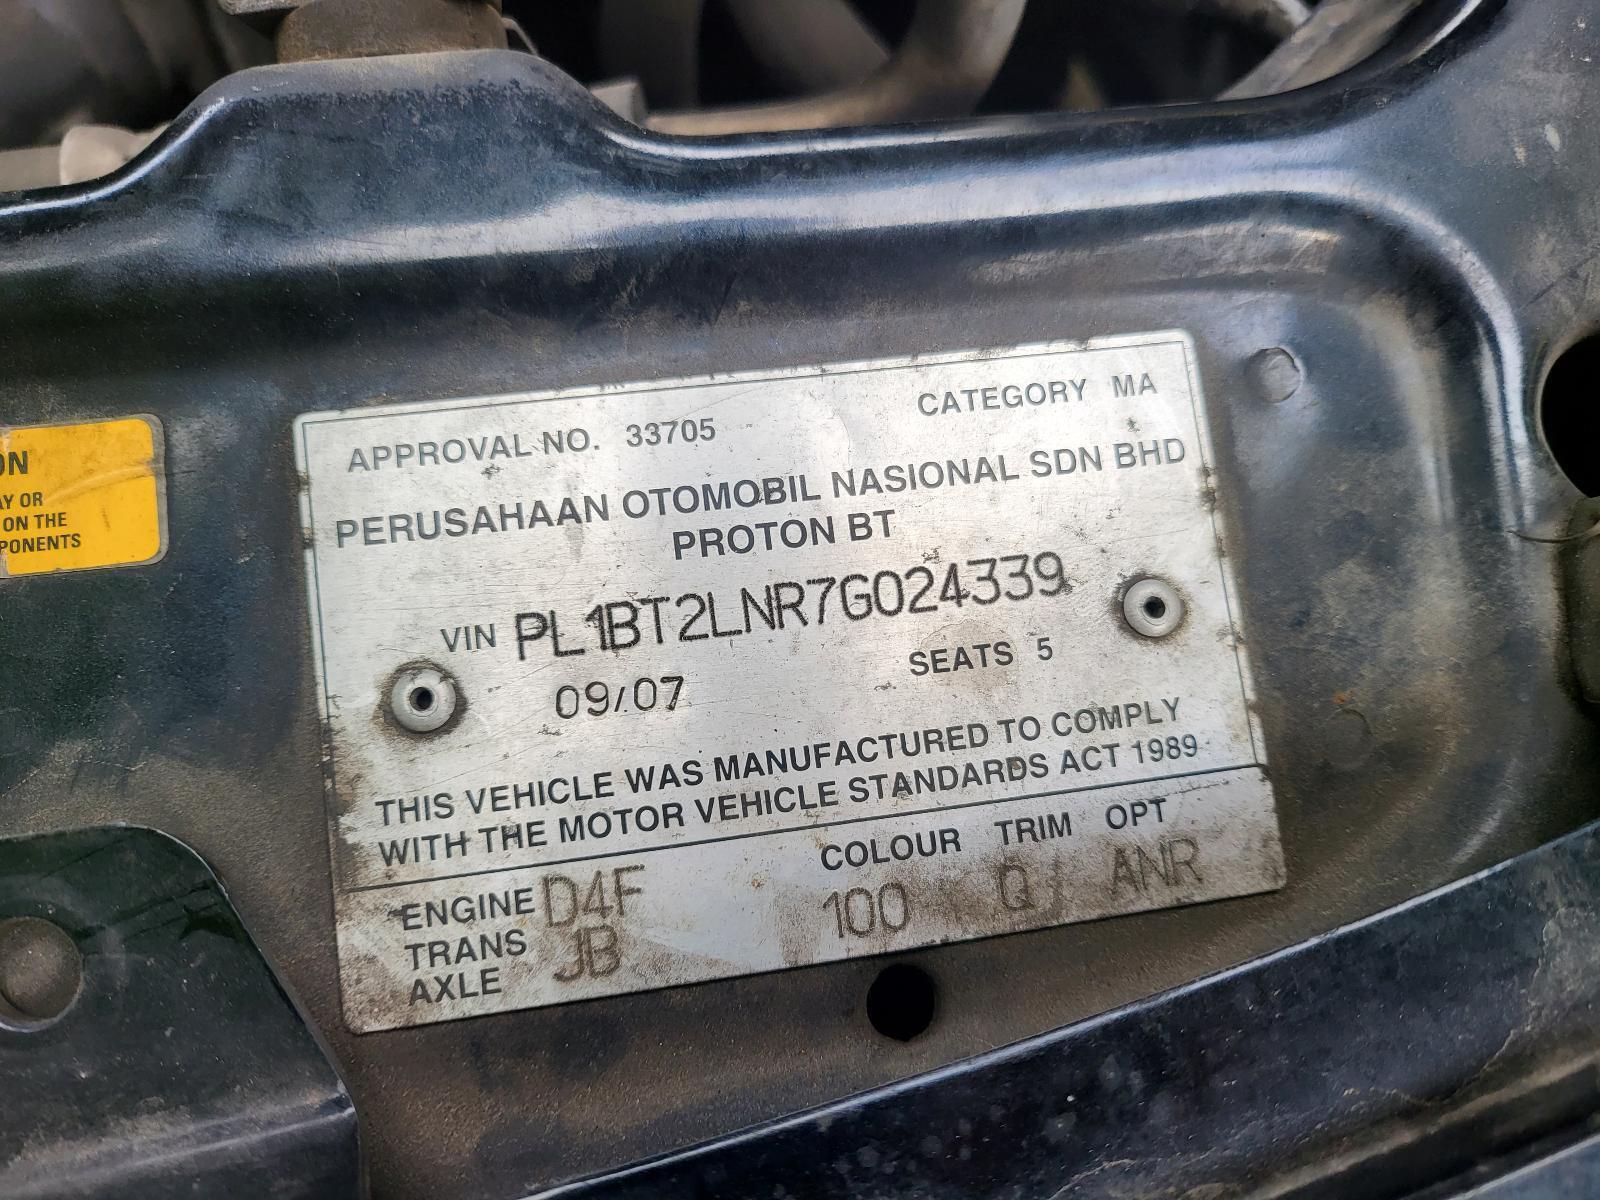 ON
AY OR
ON THE
PONENTS
APPROVAL NO. 33705 CATEGORY MA
PERUSAHAAN OTOMOBIL NASIONAL SDN BHD
PROTON BT
VIN PL1BT2LNR7G024339
09/07 SEATS 5
THIS VEHICLE WAS MANUFACTURED TO COMPLY
WITH THE MOTOR VEHICLE STANDARDS ACT 1989
COLOUR TRIM OPT
ENGINE D4F 100 Q ANR
TRANS JB
AXLE